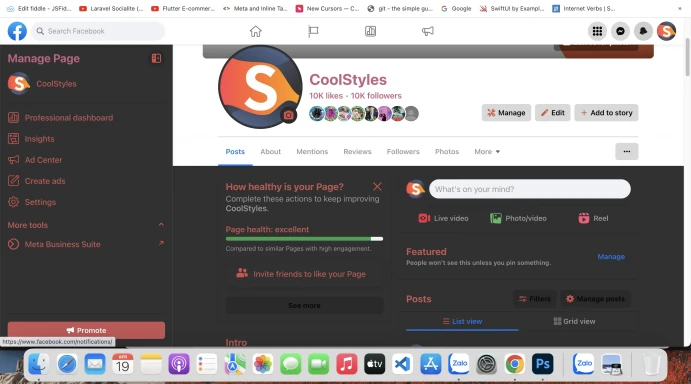 Edit fiddle - JSFid...
Laravel Socialite (...
Flutter E-commer...
Meta and Inline Ta...
New Cursors – C...
git - the simple gu...
Google
SwiftUI by Exampl...
Internet Verbs | S...
Search Facebook
Manage Page
CoolStyles
Professional dashboard
Insights
Ad Center
Create ads
Settings
More tools
Meta Business Suite
Promote
https://www.facebook.com/notifications/
S
CoolStyles
10K likes • 10K followers
Manage
Edit
+ Add to story
Posts
About
Mentions
Reviews
Followers
Photos
More
...
How healthy is your Page?
Complete these actions to keep improving
CoolStyles.
Page health: excellent
Compared to similar Pages with high engagement.
Invite friends to like your Page
See more
Intro
What's on your mind?
Live video
Photo/video
Reel
Featured
People won't see this unless you pin something.
Manage
Posts
Filters
Manage posts
List view
Grid view
APR
19
tv
Zalo
Ps
Zalo